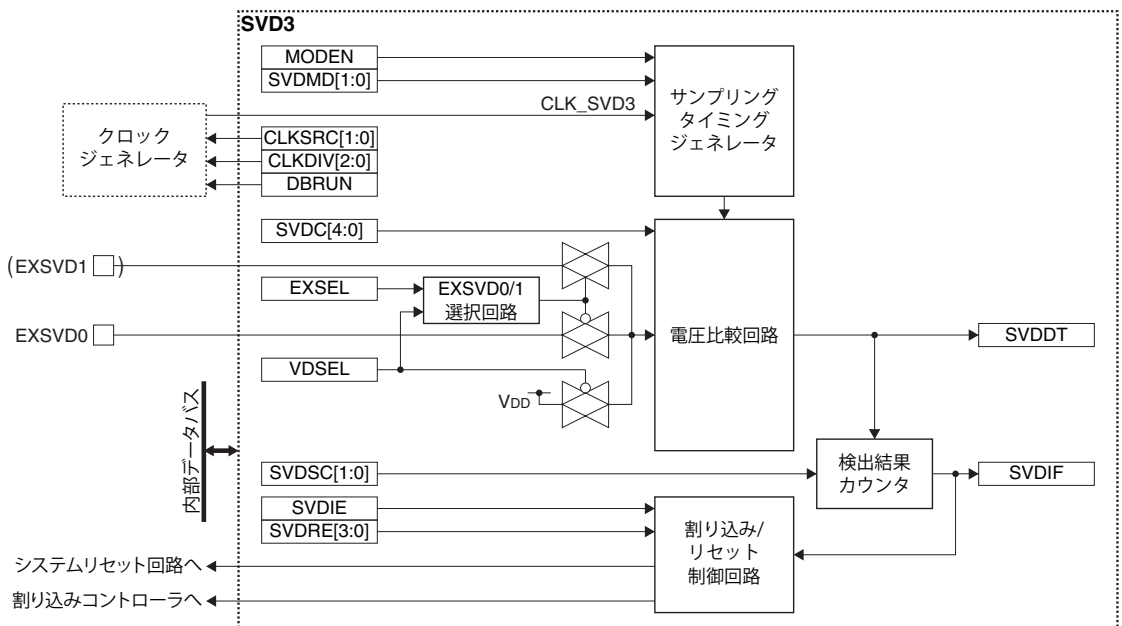 SVD3
MODEN
SVDMD[1:0]
サンプリング
タイミング
ジェネレータ
CLK_SVD3
クロック
ジェネレータ
CLKSRC[1:0]
CLKDIV[2:0]
DBRUN
SVDC[4:0]
(EXSVD1)
EXSEL
EXSVD0/1
選択回路
EXSVD0
電圧比較回路
SVDDT
VDSEL
VDD
内部データバス
SVDSC[1:0]
検出結果
カウンタ
SVDIF
SVDIE
SVDRE[3:0]
割り込み/
リセット
制御回路
システムリセット回路へ
割り込みコントローラへ